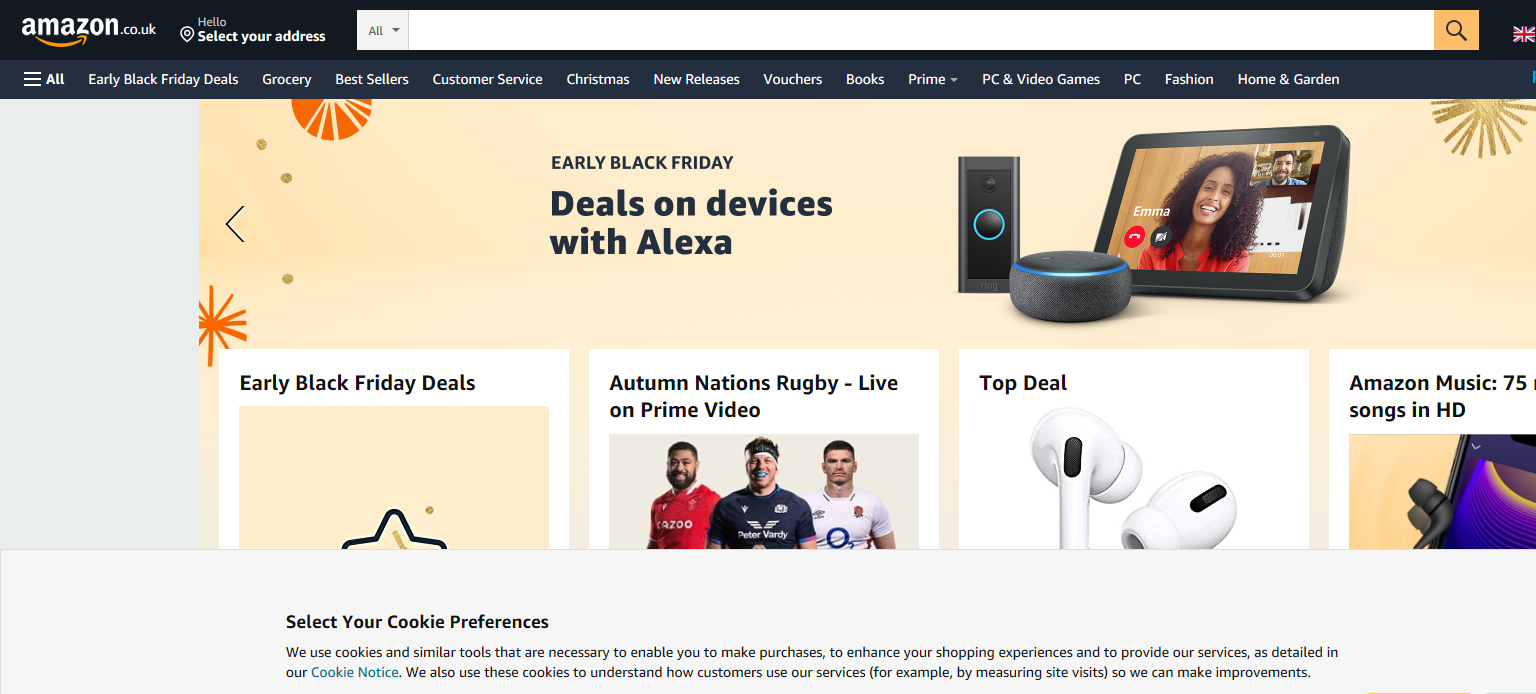 amazon.co.uk
Hello
Select your address
All
All
Early Black Friday Deals
Grocery
Best Sellers
Customer Service
Christmas
New Releases
Vouchers
Books
Prime
PC & Video Games
PC
Fashion
Home & Garden
EARLY BLACK FRIDAY
Deals on devices
with Alexa
Emma
00:01
ring
Early Black Friday Deals
Autumn Nations Rugby - Live
on Prime Video
Peter Vardy
Top Deal
Amazon Music: 75
songs in HD
Select Your Cookie Preferences
We use cookies and similar tools that are necessary to enable you to make purchases, to enhance your shopping experiences and to provide our services, as detailed in
our Cookie Notice. We also use these cookies to understand how customers use our services (for example, by measuring site visits) so we can make improvements.